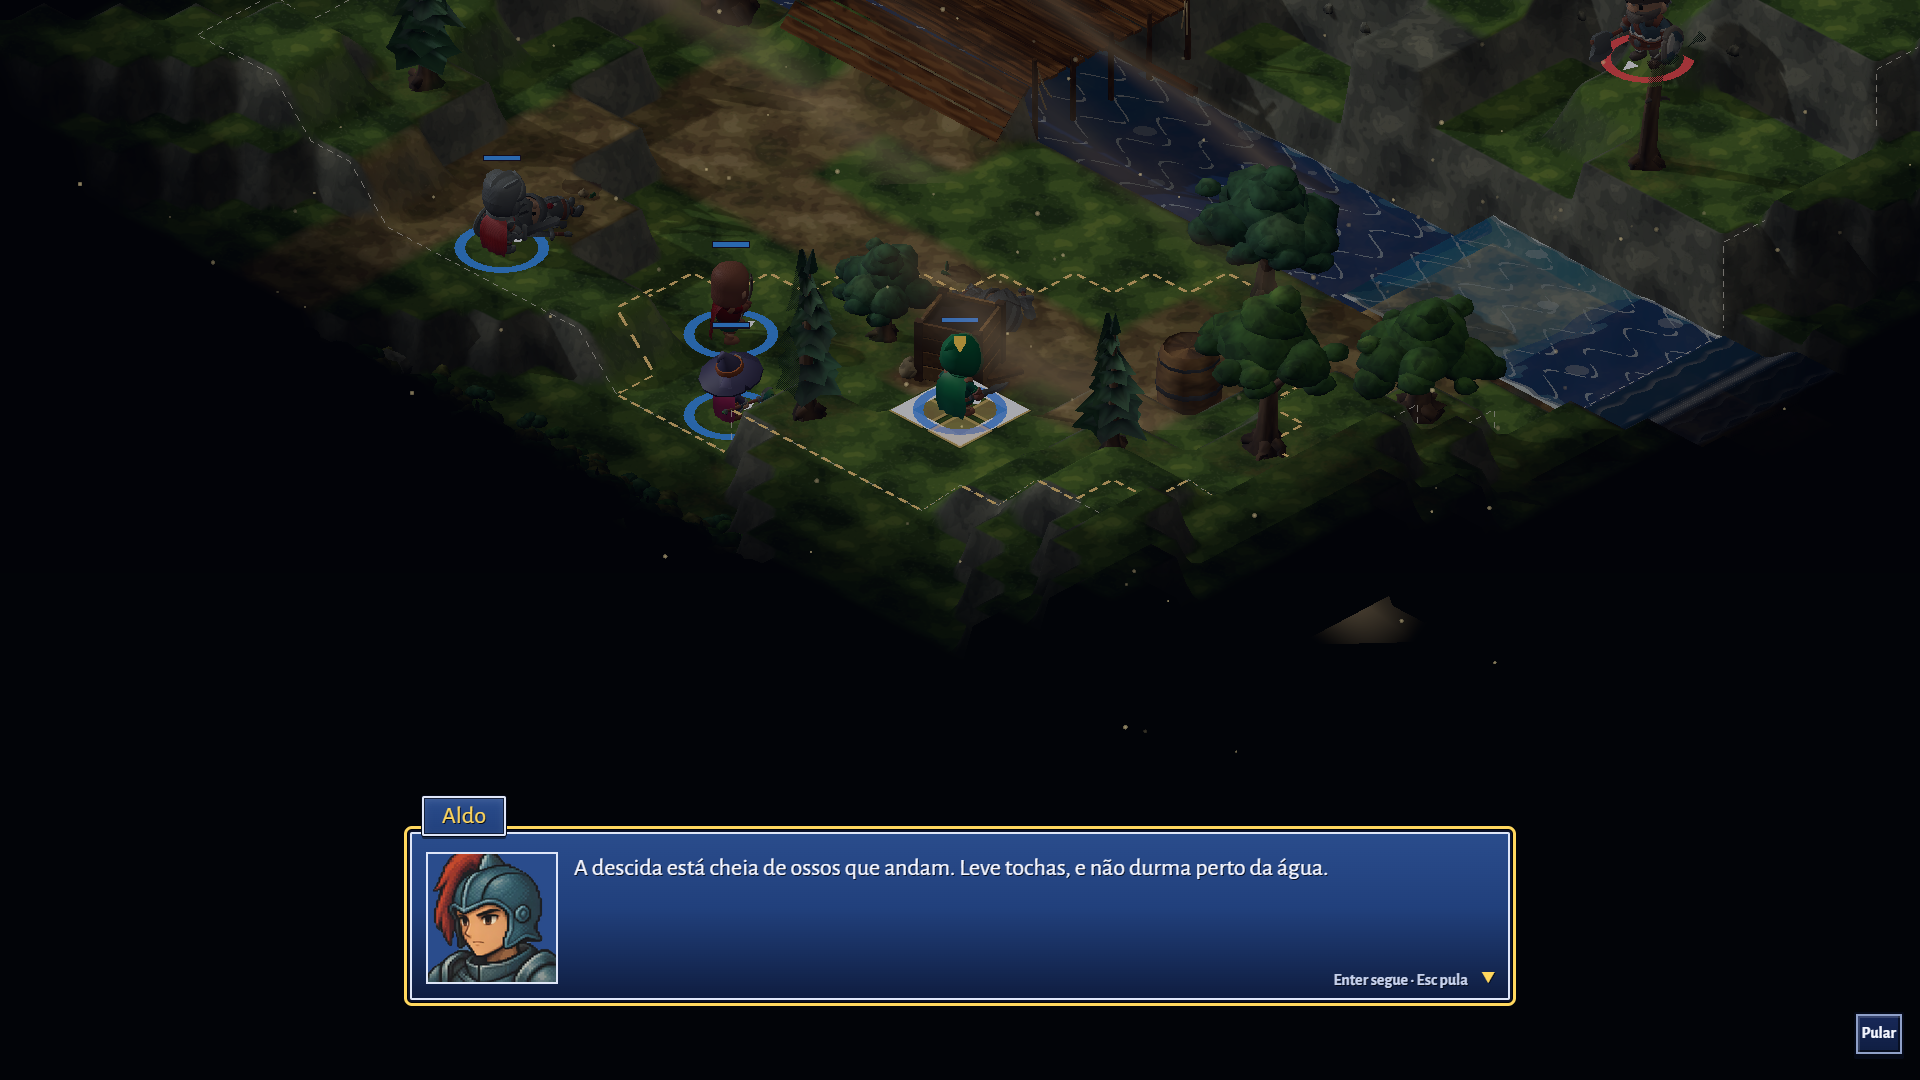 Aldo
A descida está cheia de ossos que andam. Leve tochas, e não durma perto da água.
Enter segue · Esc pula
Pular